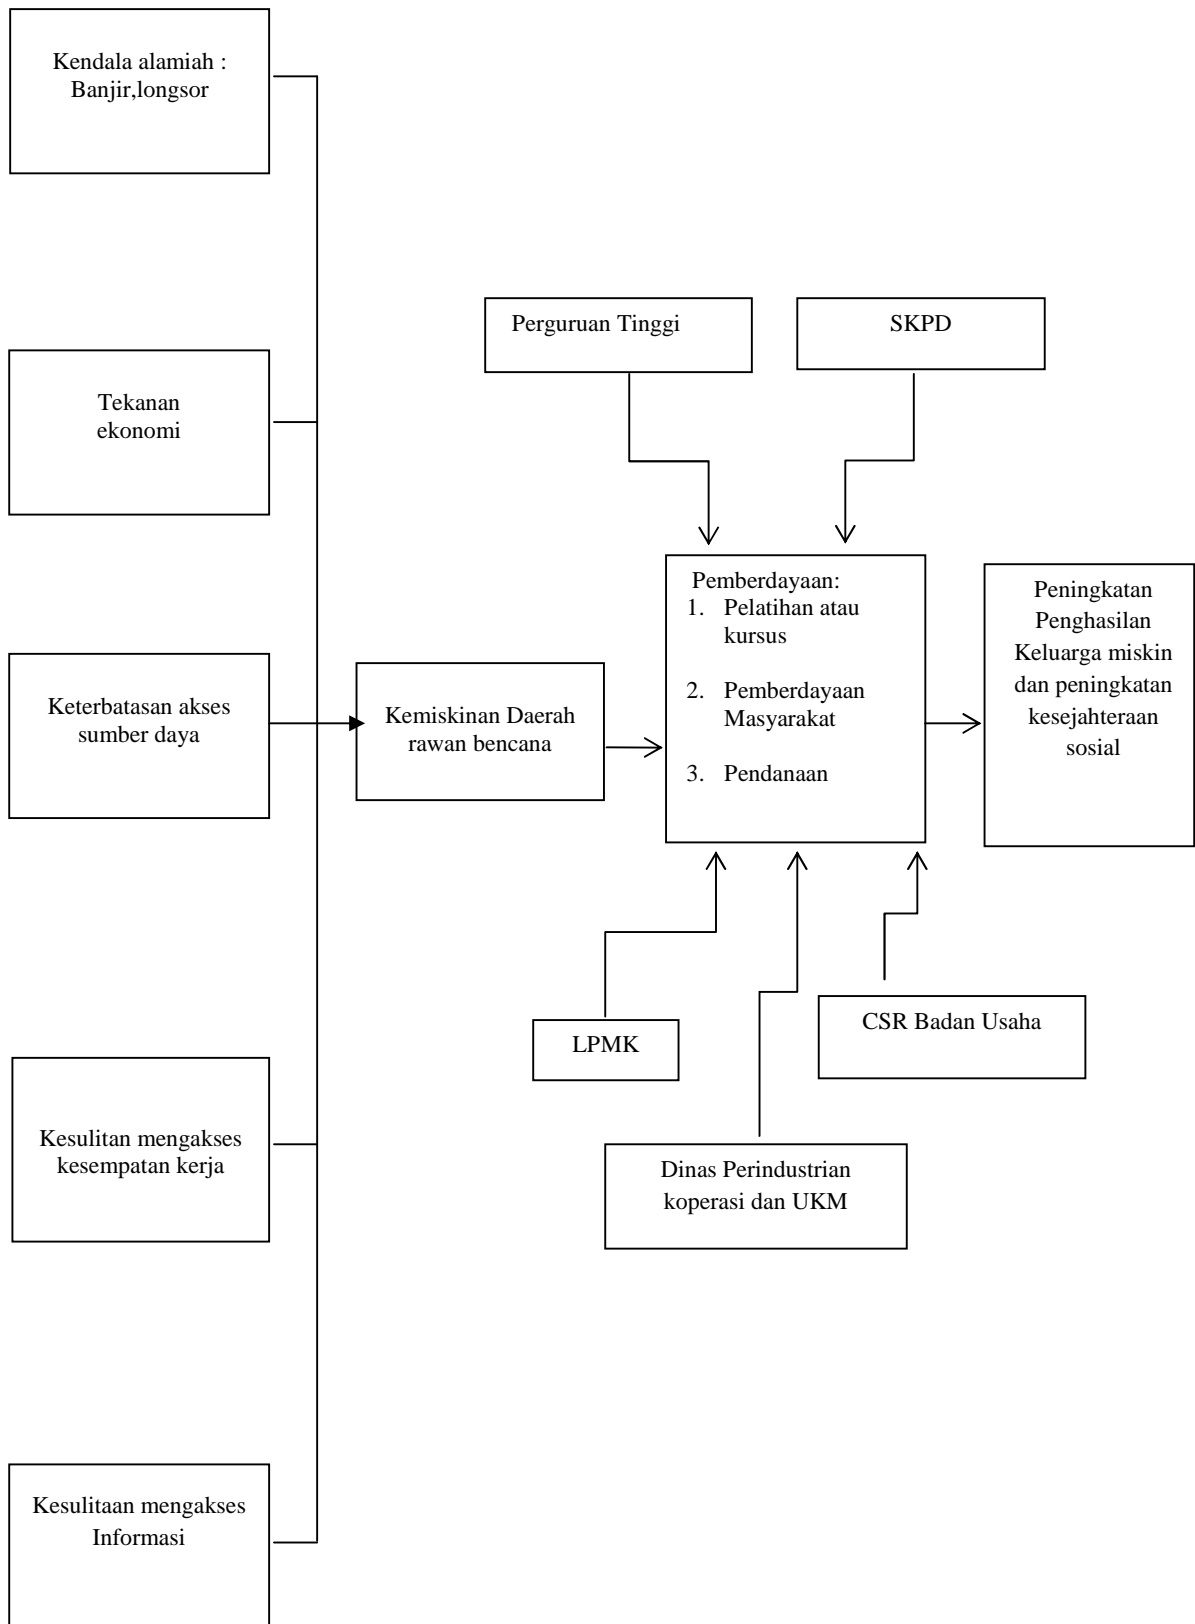 Kendala alamiah :
Banjir,longsor
Tekanan
ekonomi
Keterbatasan akses
sumber daya
Kesulitan mengakses
kesempatan kerja
Kesulitaan mengakses
Informasi
Kemiskinan Daerah
rawan bencana
Perguruan Tinggi
SKPD
Pemberdayaan:
1. Pelatihan atau
kursus
2. Pemberdayaan
Masyarakat
3. Pendanaan
LPMK
Dinas Perindustrian
koperasi dan UKM
CSR Badan Usaha
Peningkatan
Penghasilan
Keluarga miskin
dan peningkatan
kesejahteraan
sosial